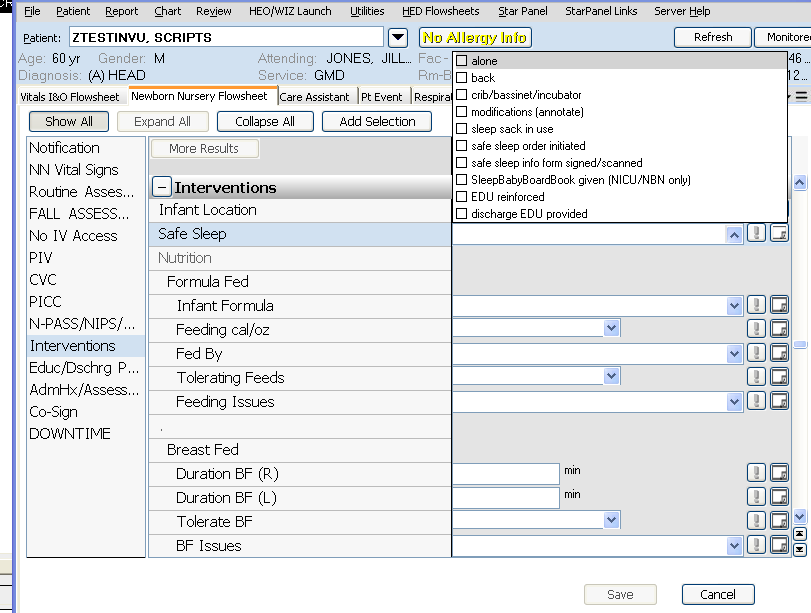 CR
File Patient Report Chart Review HEO/WIZ Launch Utilities HED Flowsheets Star Panel StarPanel Links Server Help
Patient: ZTESTINVU, SCRIPTS No Allergy Info Refresh Monitore
Age: 60 yr Gender: M Attending: JONES, JILL... Fac- 46 ..
Diagnosis: (A) HEAD Service: GMD Rm-B 12...
Vitals I&O Flowsheet Newborn Nursery Flowsheet Care Assistant Pt Event Respira
Show All Expand All Collapse All Add Selection
alone
back
crib/bassinet/incubator
modifications (annotate)
sleep sack in use
safe sleep order initiated
safe sleep info form signed/scanned
SleepBabyBoardBook given (NICU/NBN only)
EDU reinforced
discharge EDU provided
Notification
NN Vital Signs
Routine Asses...
FALL ASSESS...
No IV Access
PIV
CVC
PICC
N-PASS/NIPS/...
Interventions
Educ/Dschrg P...
AdmHx/Assess...
Co-Sign
DOWNTIME
More Results
Interventions
Infant Location
Safe Sleep
Nutrition
Formula Fed
Infant Formula
Feeding cal/oz
Fed By
Tolerating Feeds
Feeding Issues
.
Breast Fed
Duration BF (R) min
Duration BF (L) min
Tolerate BF
BF Issues
Save Cancel